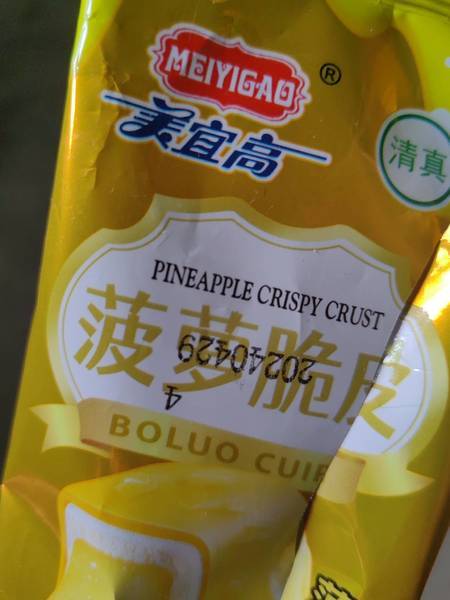 MEIYIGAO
®
美宜高
清真
PINEAPPLE CRISPY CRUST
菠萝脆皮
20240429
4
BOLUO CUIP